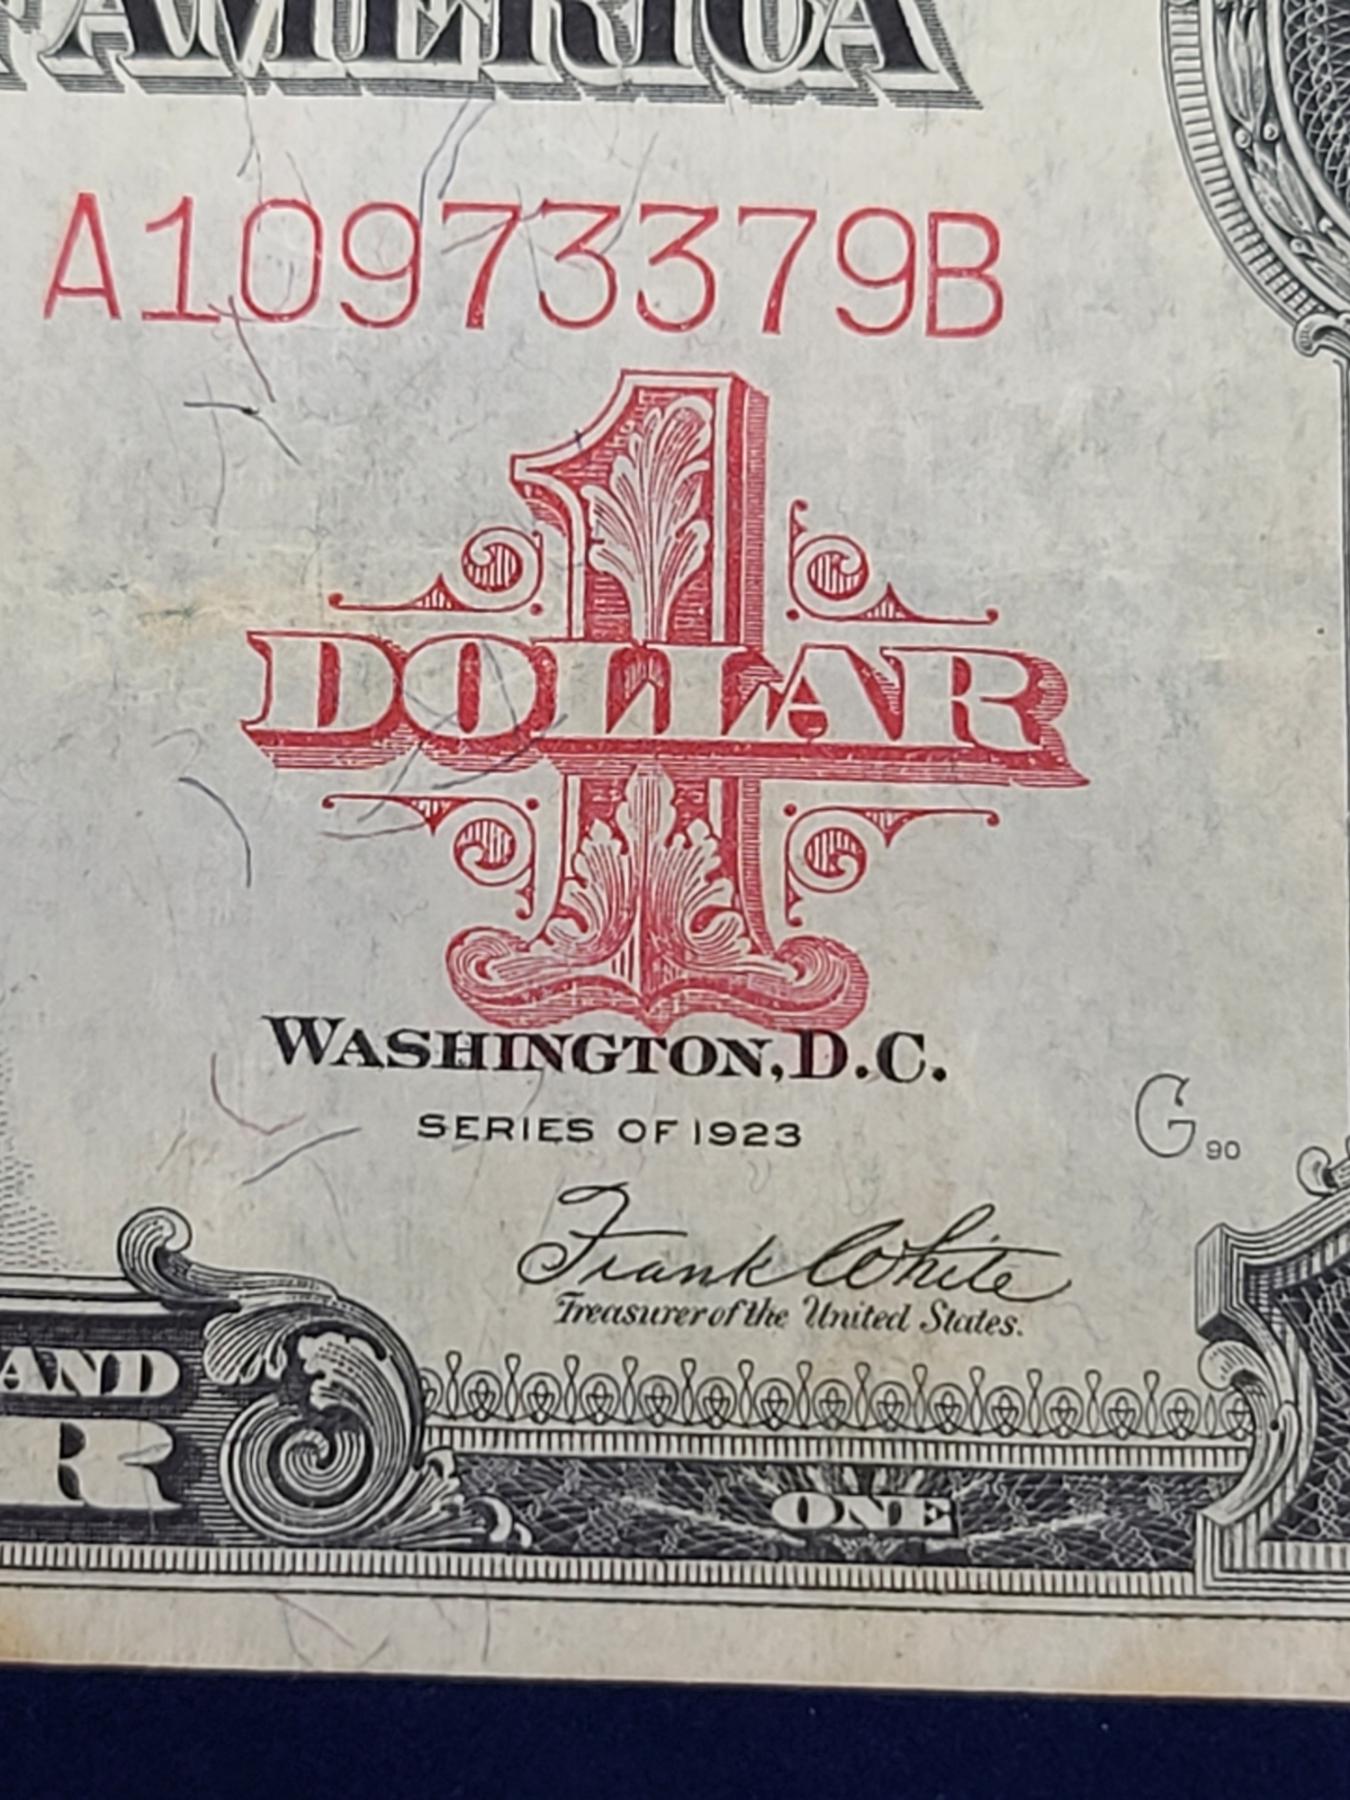 AMERICA
A10973379B
1
DOLLAR
WASHINGTON, D.C.
SERIES OF 1923
G 90
Frank White
Treasurer of the United States.
AND
R
ONE